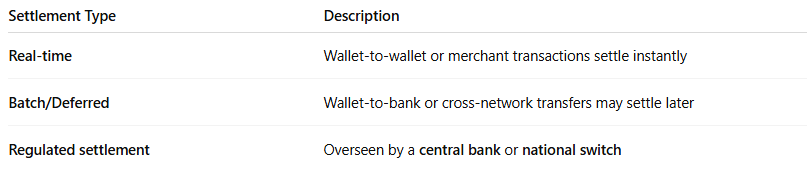 Settlement Type Description
Real-time Wallet-to-wallet or merchant transactions settle instantly
Batch/Deferred Wallet-to-bank or cross-network transfers may settle later
Regulated settlement Overseen by a central bank or national switch